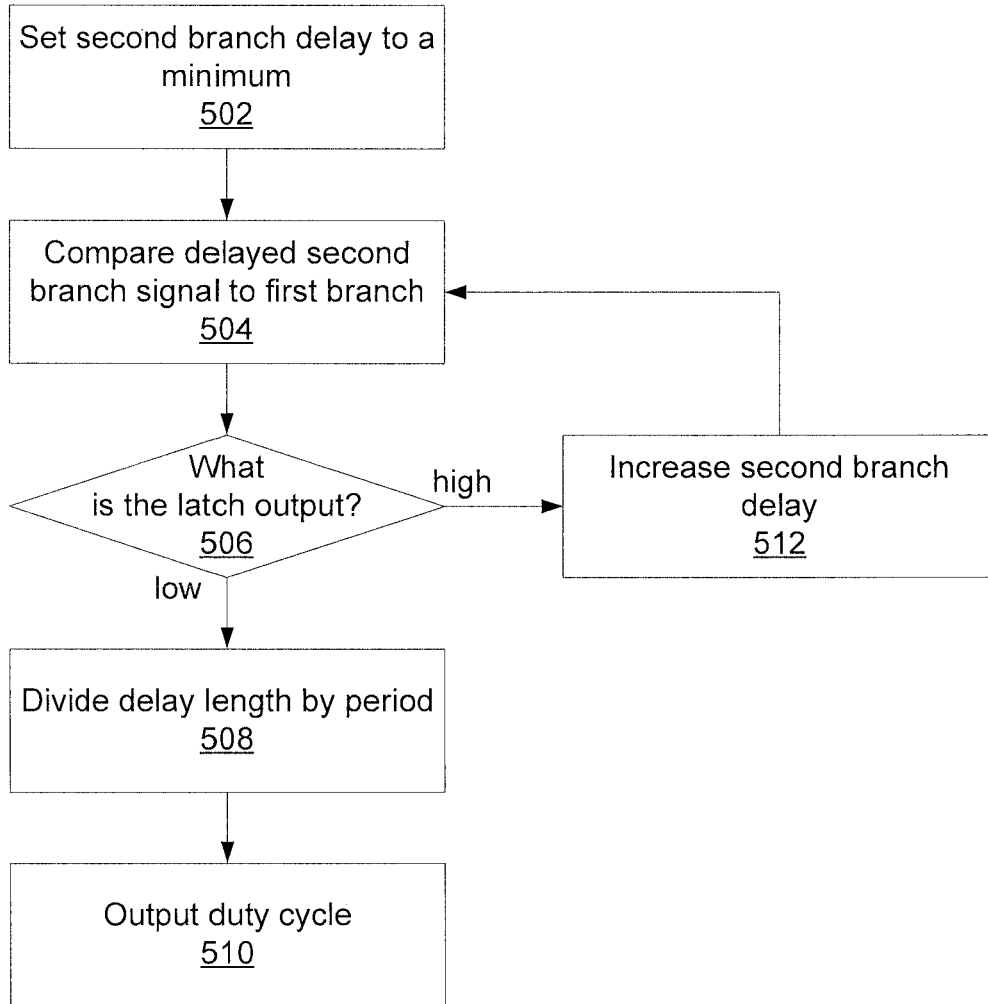 Set second branch delay to a
minimum
502
Compare delayed second
branch signal to first branch
504
What
is the latch output?
506
high
Increase second branch
delay
512
low
Divide delay length by period
508
Output duty cycle
510